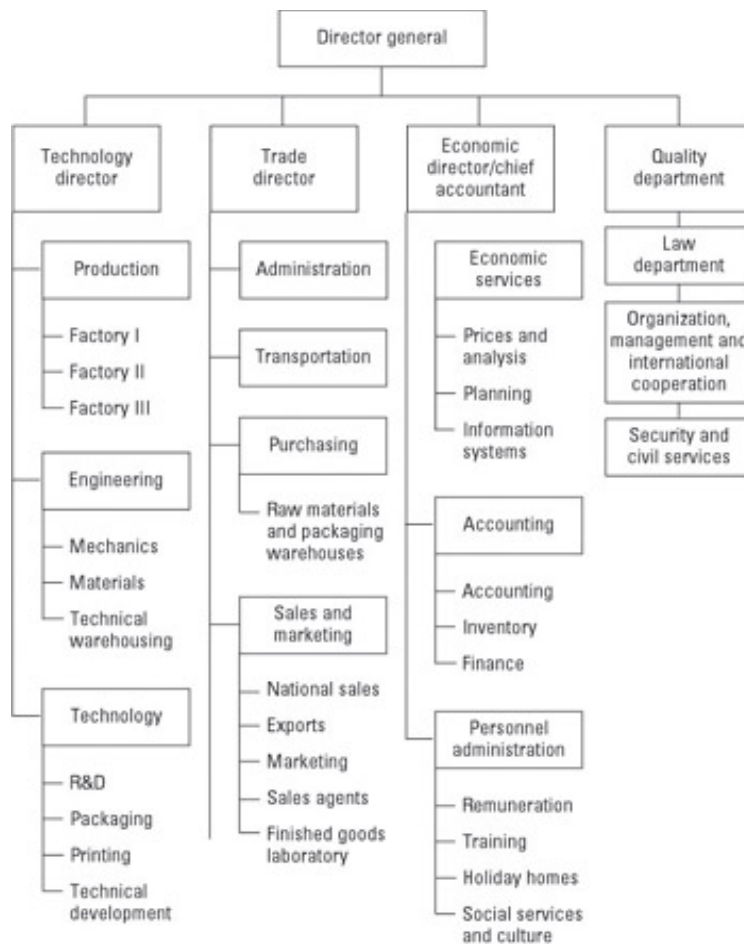 Director general
Technology
director
Production
Factory I
Factory II
Factory III
Engineering
Mechanics
Materials
Technical
warehousing
Technology
R&D
Packaging
Printing
Technical
development
Trade
director
Administration
Transportation
Purchasing
Raw materials
and packaging
warehouses
Sales and
marketing
National sales
Exports
Marketing
Sales agents
Finished goods
laboratory
Economic
director/chief
accountant
Economic
services
Prices and
analysis
Planning
Information
systems
Accounting
Accounting
Inventory
Finance
Personnel
administration
Remuneration
Training
Holiday homes
Social services
and culture
Quality
department
Law
department
Organization,
management and
international
cooperation
Security and
civil services